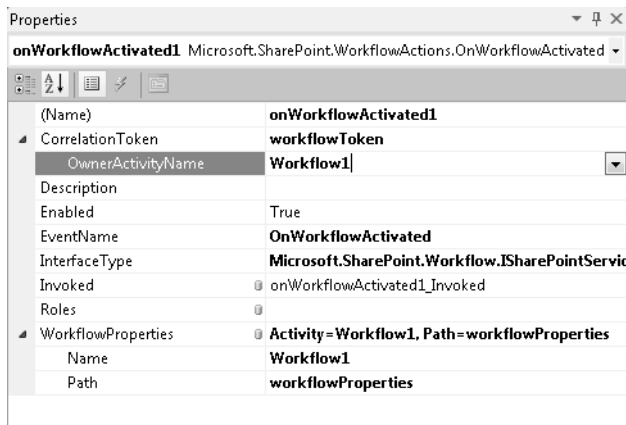 Properties
onWorkflowActivated1 Microsoft.SharePoint.WorkflowActions.OnWorkflowActivated
(Name) onWorkflowActivated1
CorrelationToken workflowToken
OwnerActivityName Workflow1
Description
Enabled True
EventName OnWorkflowActivated
InterfaceType Microsoft.SharePoint.Workflow.ISharePointServic
Invoked onWorkflowActivated1_Invoked
Roles
WorkflowProperties Activity=Workflow1, Path=workflowProperties
Name Workflow1
Path workflowProperties